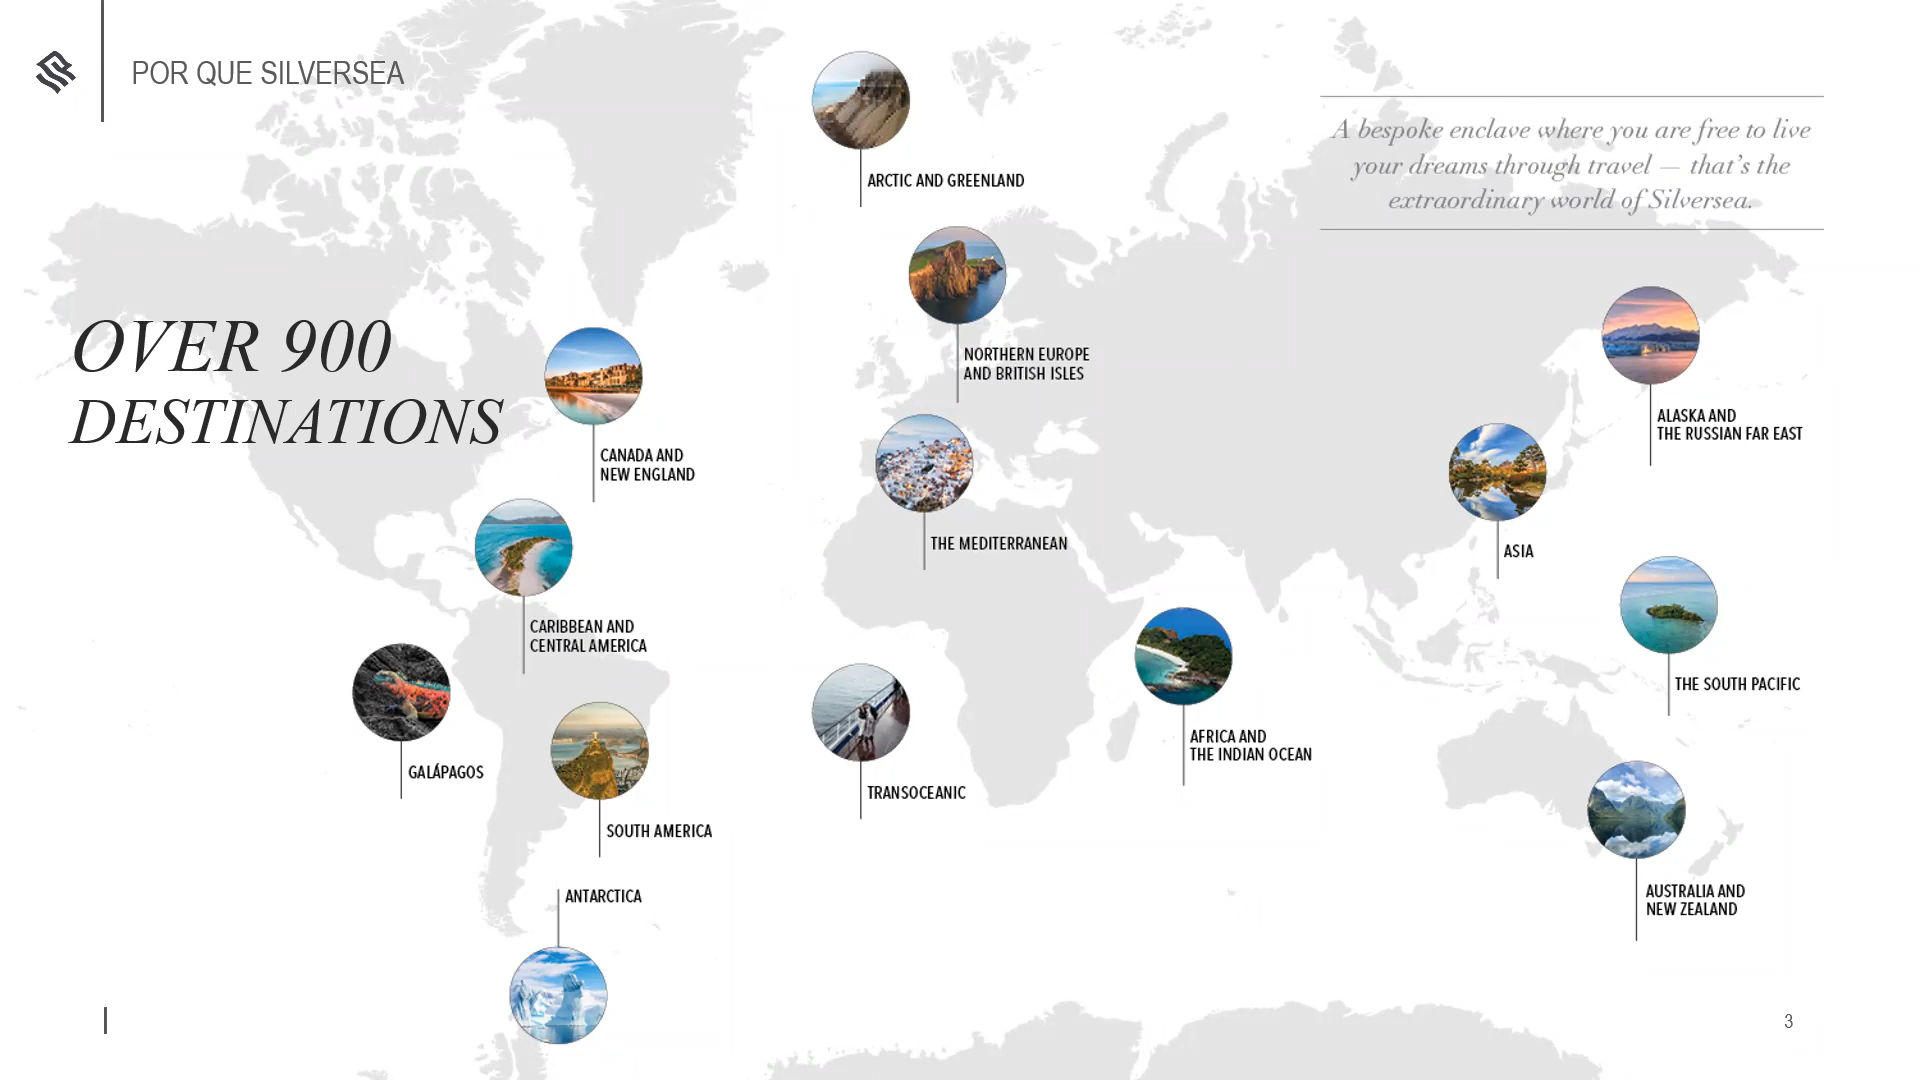 POR QUE SILVERSEA
A bespoke enclave where you are free to live
your dreams through travel — that's the
extraordinary world of Silversea.
OVER 900
DESTINATIONS
ARCTIC AND GREENLAND
NORTHERN EUROPE
AND BRITISH ISLES
ALASKA AND
THE RUSSIAN FAR EAST
CANADA AND
NEW ENGLAND
THE MEDITERRANEAN
ASIA
CARIBBEAN AND
CENTRAL AMERICA
THE SOUTH PACIFIC
AFRICA AND
THE INDIAN OCEAN
GALÁPAGOS
TRANSOCEANIC
SOUTH AMERICA
ANTARCTICA
AUSTRALIA AND
NEW ZEALAND
3